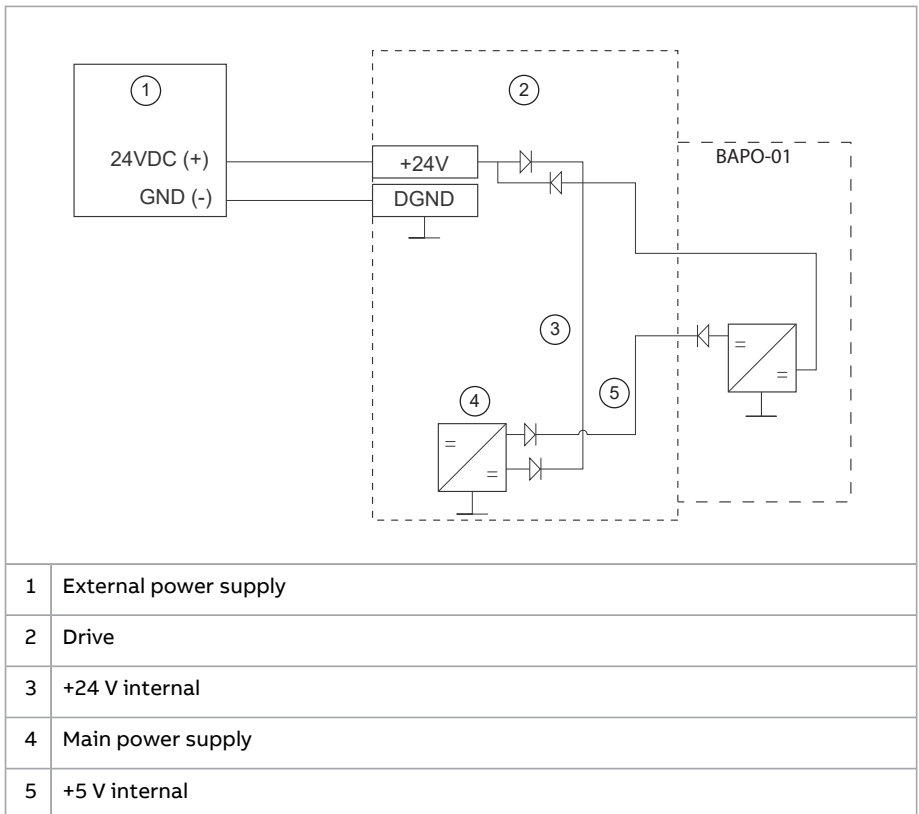 1
2
24VDC (+)
+24V
BAPO-01
GND (-)
DGND
3
5
4
=
=
=
=
1 External power supply
2 Drive
3 +24 V internal
4 Main power supply
5 +5 V internal